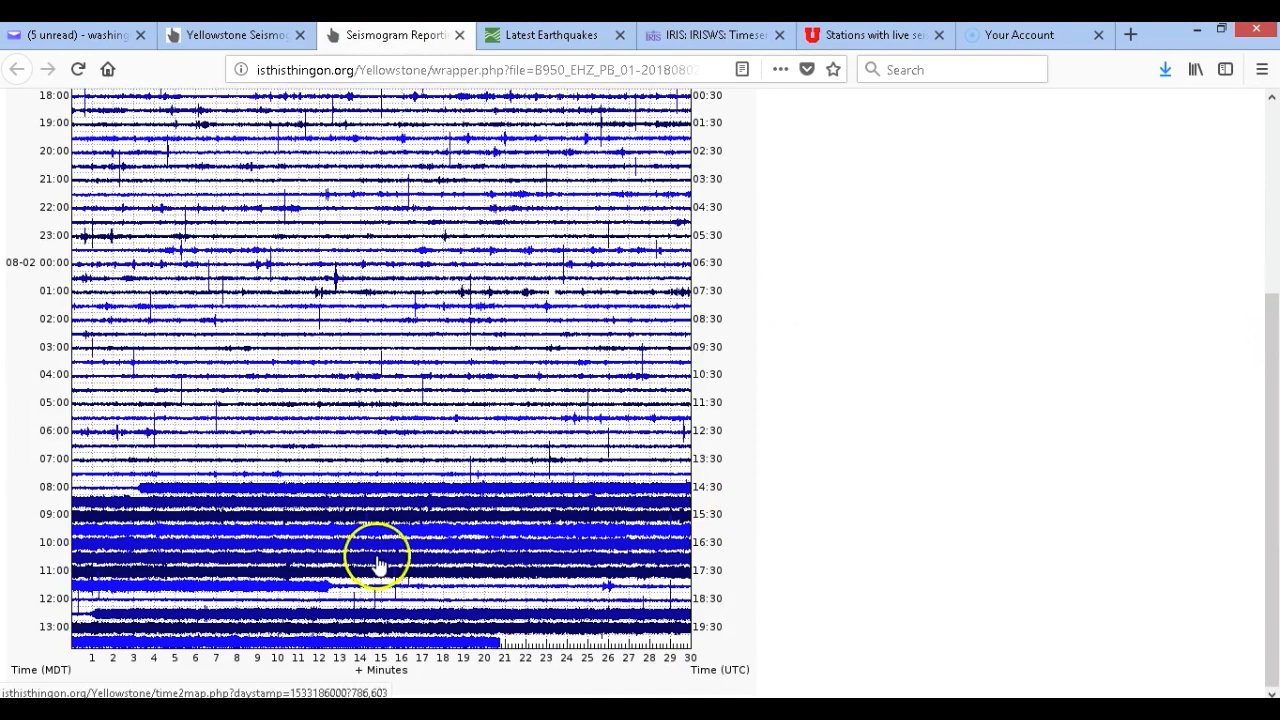 (5 unread) - washing
Yellowstone Seismog
Seismogram Reporti
Latest Earthquakes
IRIS: IRISWS: Timeser
Stations with live sei
Your Account
isthisthingon.org/Yellowstone/wrapper.php?file=B950_EHZ_PB_01-20180802
Search
18:00 00:30
19:00 01:30
20:00 02:30
21:00 03:30
22:00 04:30
23:00 05:30
08-02 00:00 06:30
01:00 07:30
02:00 08:30
03:00 09:30
04:00 10:30
05:00 11:30
06:00 12:30
07:00 13:30
08:00 14:30
09:00 15:30
10:00 16:30
11:00 17:30
12:00 18:30
13:00 19:30
1 2 3 4 5 6 7 8 9 10 11 12 13 14 15 16 17 18 19 20 21 22 23 24 25 26 27 28 29 30
Time (MDT) + Minutes Time (UTC)
isthisthingon.org/Yellowstone/time2map.php?daystamp=1533186000?786,603